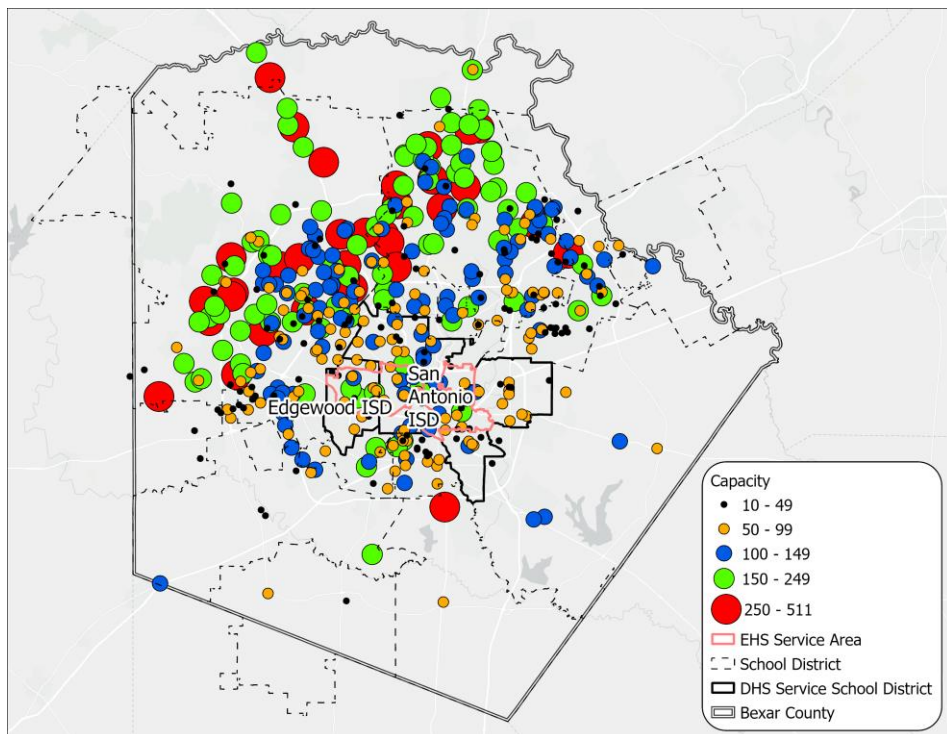 San
Antonio
Edgewood ISD
ISD
Capacity
10 - 49
50 - 99
100 - 149
150 - 249
250 - 511
EHS Service Area
School District
DHS Service School District
Bexar County